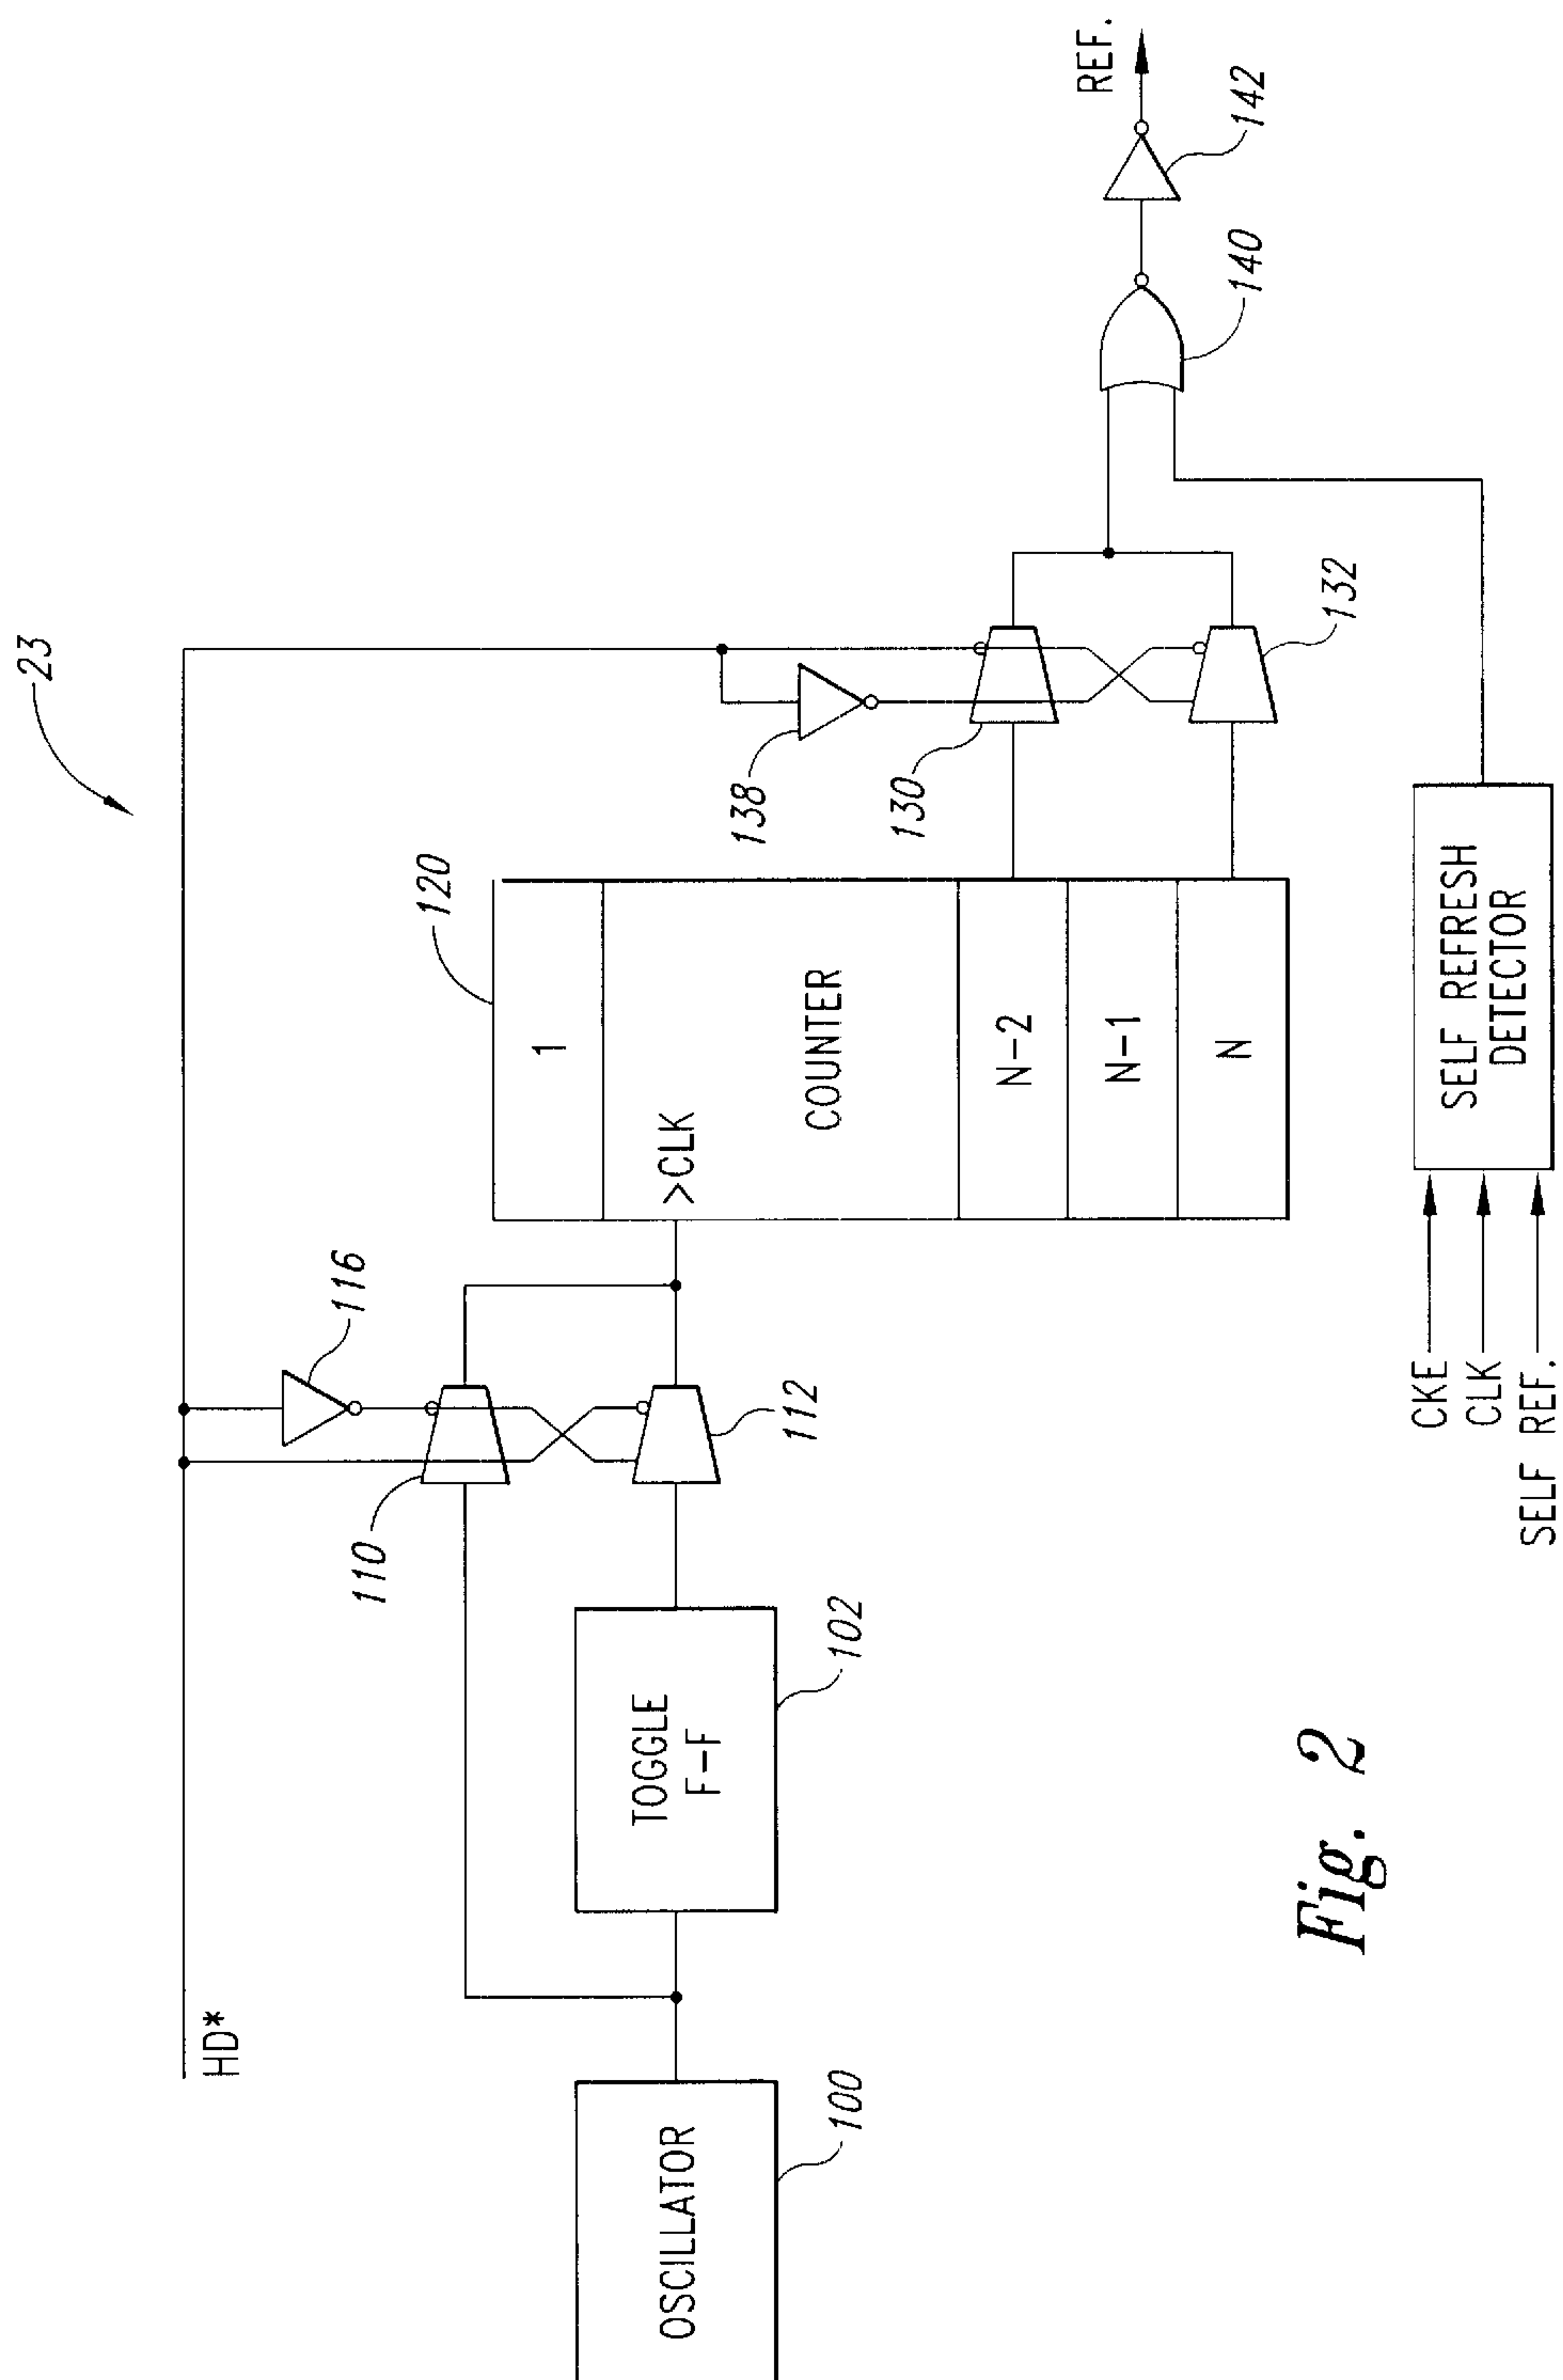 23
HD*
REF.
116
120
110
138
130
140
142
132
OSCILLATOR
100
TOGGLE
F-F
102
112
1
>CLK
COUNTER
N-2
N-1
N
CKE
CLK
SELF REF.
SELF REFRESH
DETECTOR
Fig. 2